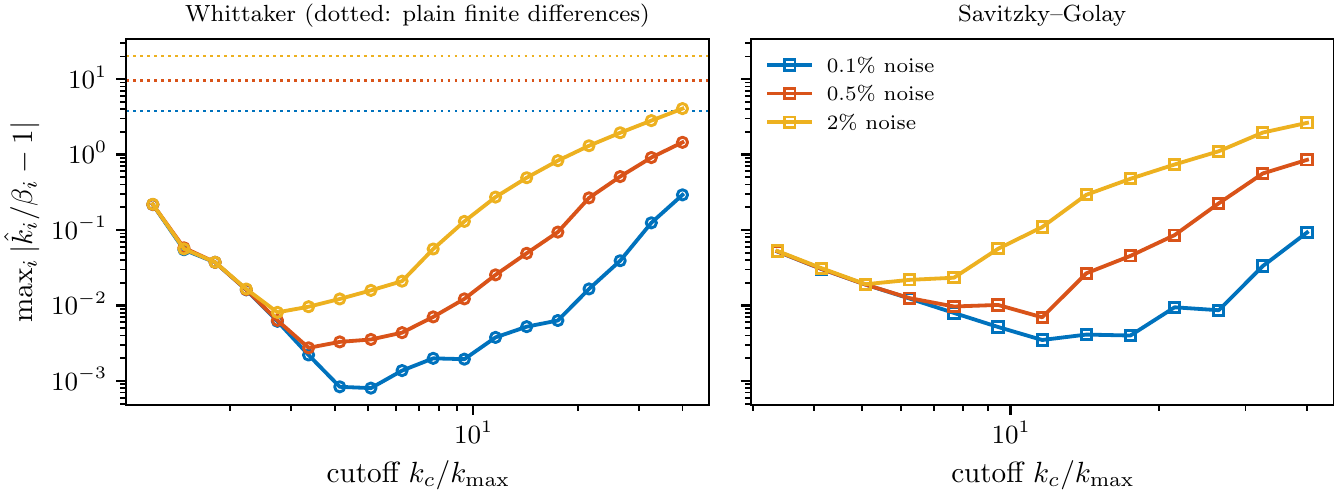 Whittaker (dotted: plain finite differences)
Savitzky–Golay
max_i |k̂_i/β_i − 1|
10^1
10^0
10^−1
10^−2
10^−3
0.1% noise
0.5% noise
2% noise
10^1
10^1
cutoff k_c/k_max
cutoff k_c/k_max